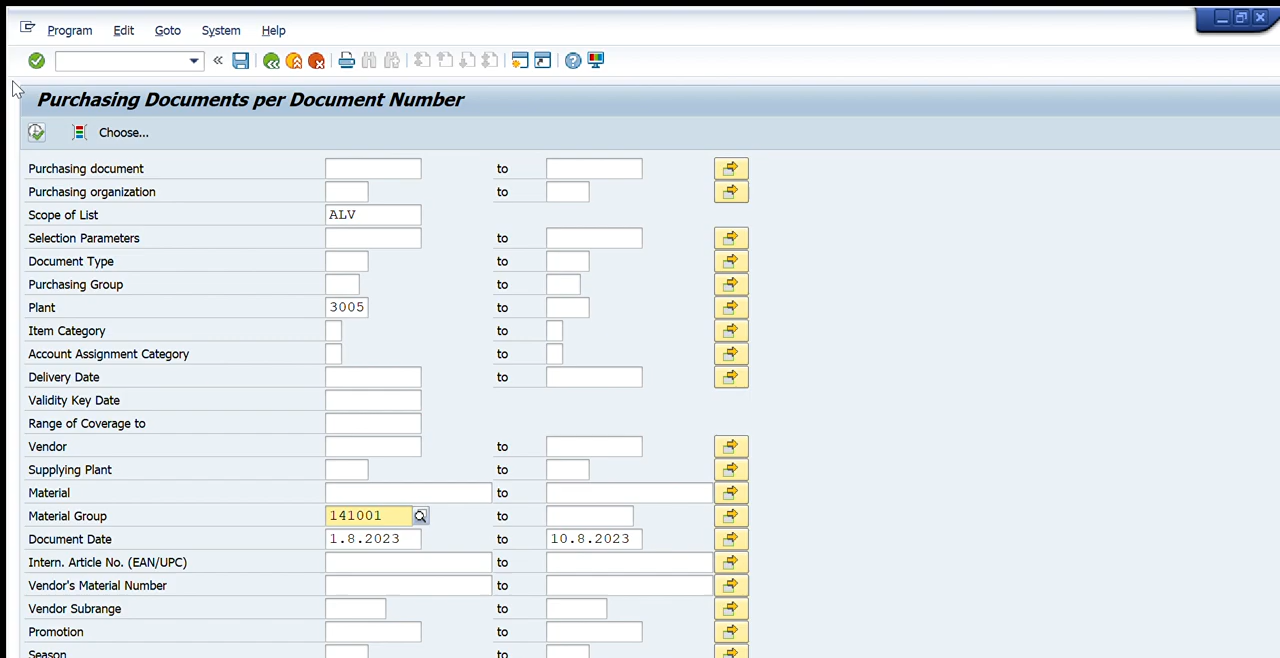 Program Edit Goto System Help
Purchasing Documents per Document Number
Choose...
Purchasing document to
Purchasing organization to
Scope of List ALV
Selection Parameters to
Document Type to
Purchasing Group to
Plant 3005 to
Item Category to
Account Assignment Category to
Delivery Date to
Validity Key Date
Range of Coverage to
Vendor to
Supplying Plant to
Material to
Material Group 141001 to
Document Date 1.8.2023 to 10.8.2023
Intern. Article No. (EAN/UPC) to
Vendor's Material Number to
Vendor Subrange to
Promotion to
Season to